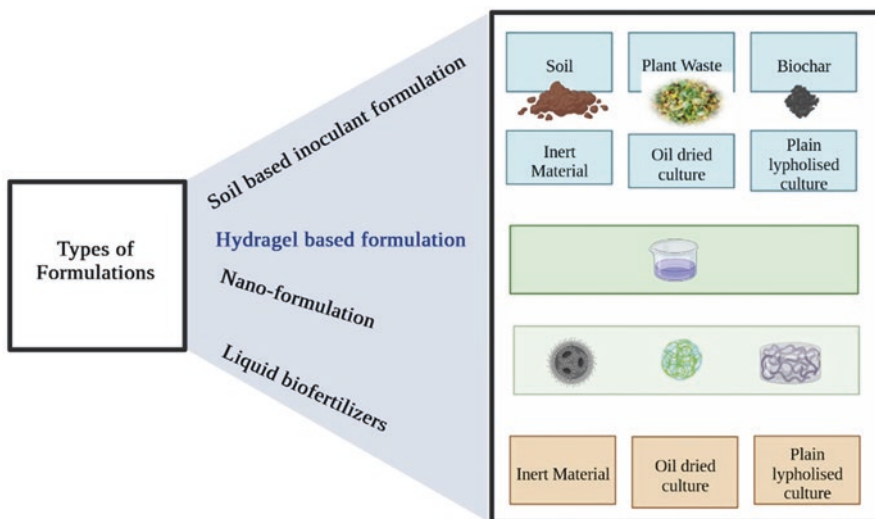 Types of
Formulations
Soil based inoculant formulation
Hydragel based formulation
Nano-formulation
Liquid biofertilizers
Soil
Plant Waste
Biochar
Inert
Material
Oil dried
culture
Plain
lypholised
culture
Inert Material
Oil dried
culture
Plain
lypholised
culture